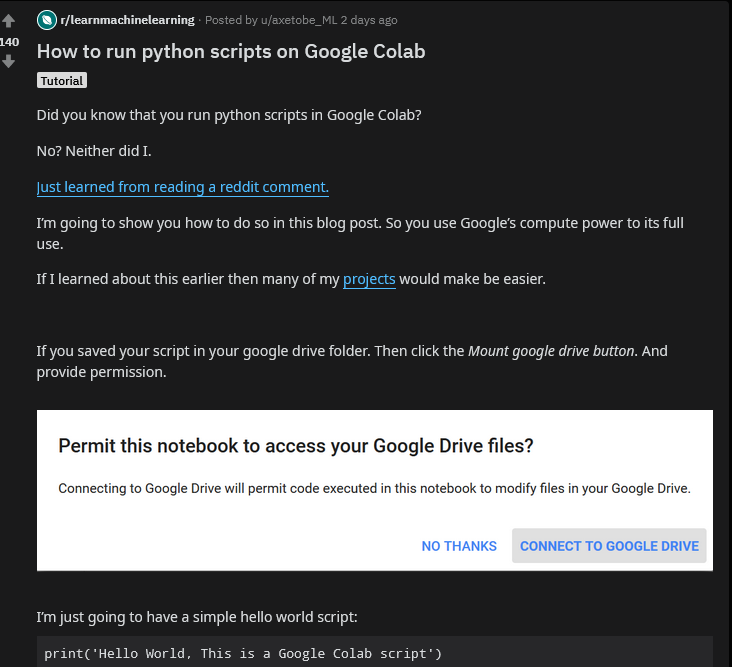 r/learnmachinelearning · Posted by u/axetobe_ML 2 days ago
140
How to run python scripts on Google Colab
Tutorial
Did you know that you run python scripts in Google Colab?
No? Neither did I.
Just learned from reading a reddit comment.
I'm going to show you how to do so in this blog post. So you use Google's compute power to its full
use.
If I learned about this earlier then many of my projects would make be easier.
If you saved your script in your google drive folder. Then click the Mount google drive button. And
provide permission.
Permit this notebook to access your Google Drive files?
Connecting to Google Drive will permit code executed in this notebook to modify files in your Google Drive.
NO THANKS CONNECT TO GOOGLE DRIVE
I'm just going to have a simple hello world script:
print('Hello World, This is a Google Colab script')